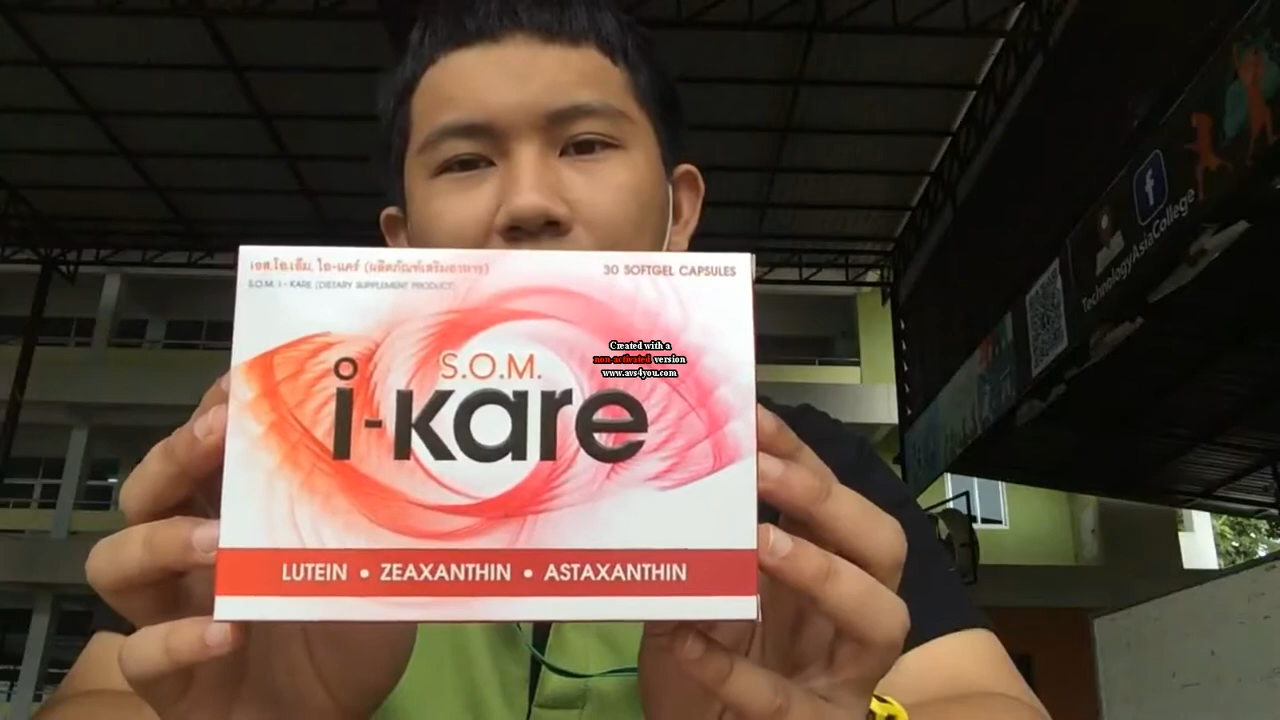 เอส.โอ.เอ็ม. ไอ-แคร์ (ผลิตภัณฑ์เสริมอาหาร)
30 SOFTGEL CAPSULES
S.O.M. I - KARE (DIETARY SUPPLEMENT PRODUCT)
S.O.M.
i-kare
LUTEIN • ZEAXANTHIN • ASTAXANTHIN
Created with a
non-activated version
www.avs4you.com
f
TechnologyAsiaCollege